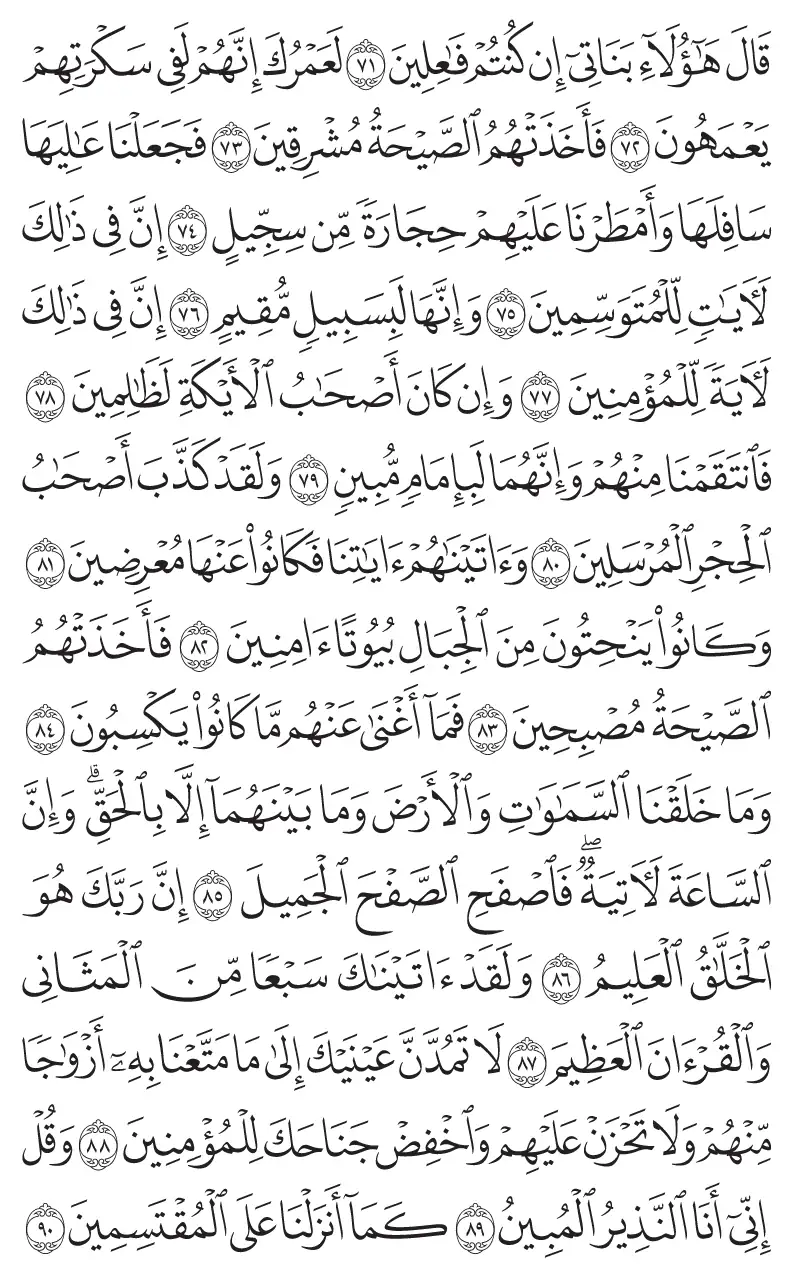 قَالَ هَٰٓؤُلَآءِ بَنَاتِىٓ إِن كُنتُمۡ فَٰعِلِينَ ٧١ لَعَمۡرُكَ إِنَّهُمۡ لَفِى سَكۡرَتِهِمۡ
يَعۡمَهُونَ ٧٢ فَأَخَذَتۡهُمُ ٱلصَّيۡحَةُ مُشۡرِقِينَ ٧٣ فَجَعَلۡنَا عَٰلِيَهَا
سَافِلَهَا وَأَمۡطَرۡنَا عَلَيۡهِمۡ حِجَارَةٗ مِّن سِجِّيلٍ ٧٤ إِنَّ فِى ذَٰلِكَ
لَأٓيَٰتٖ لِّلۡمُتَوَسِّمِينَ ٧٥ وَإِنَّهَا لَبِسَبِيلٖ مُّقِيمٍ ٧٦ إِنَّ فِى ذَٰلِكَ
لَأٓيَةٗ لِّلۡمُؤۡمِنِينَ ٧٧ وَإِن كَانَ أَصۡحَٰبُ ٱلۡأَيۡكَةِ لَظَٰلِمِينَ ٧٨
فَٱنتَقَمۡنَا مِنۡهُمۡ وَإِنَّهُمَا لَبِإِمَامٖ مُّبِينٖ ٧٩ وَلَقَدۡ كَذَّبَ أَصۡحَٰبُ
ٱلۡحِجۡرِ ٱلۡمُرۡسَلِينَ ٨٠ وَءَاتَيۡنَٰهُمۡ ءَايَٰتِنَا فَكَانُواْ عَنۡهَا مُعۡرِضِينَ ٨١
وَكَانُواْ يَنۡحِتُونَ مِنَ ٱلۡجِبَالِ بُيُوتًا ءَامِنِينَ ٨٢ فَأَخَذَتۡهُمُ
ٱلصَّيۡحَةُ مُصۡبِحِينَ ٨٣ فَمَآ أَغۡنَىٰ عَنۡهُم مَّا كَانُواْ يَكۡسِبُونَ ٨٤
وَمَا خَلَقۡنَا ٱلسَّمَٰوَٰتِ وَٱلۡأَرۡضَ وَمَا بَيۡنَهُمَآ إِلَّا بِٱلۡحَقِّۗ وَإِنَّ
ٱلسَّاعَةَ لَأٓتِيَةٞۖ فَٱصۡفَحِ ٱلصَّفۡحَ ٱلۡجَمِيلَ ٨٥ إِنَّ رَبَّكَ هُوَ
ٱلۡخَلَّٰقُ ٱلۡعَلِيمُ ٨٦ وَلَقَدۡ ءَاتَيۡنَٰكَ سَبۡعٗا مِّنَ ٱلۡمَثَانِى
وَٱلۡقُرۡءَانَ ٱلۡعَظِيمَ ٨٧ لَا تَمُدَّنَّ عَيۡنَيۡكَ إِلَىٰ مَا مَتَّعۡنَا بِهِۦٓ أَزۡوَٰجٗا
مِّنۡهُمۡ وَلَا تَحۡزَنۡ عَلَيۡهِمۡ وَٱخۡفِضۡ جَنَاحَكَ لِلۡمُؤۡمِنِينَ ٨٨ وَقُلۡ
إِنِّىٓ أَنَا ٱلنَّذِيرُ ٱلۡمُبِينُ ٨٩ كَمَآ أَنزَلۡنَا عَلَى ٱلۡمُقۡتَسِمِينَ ٩٠